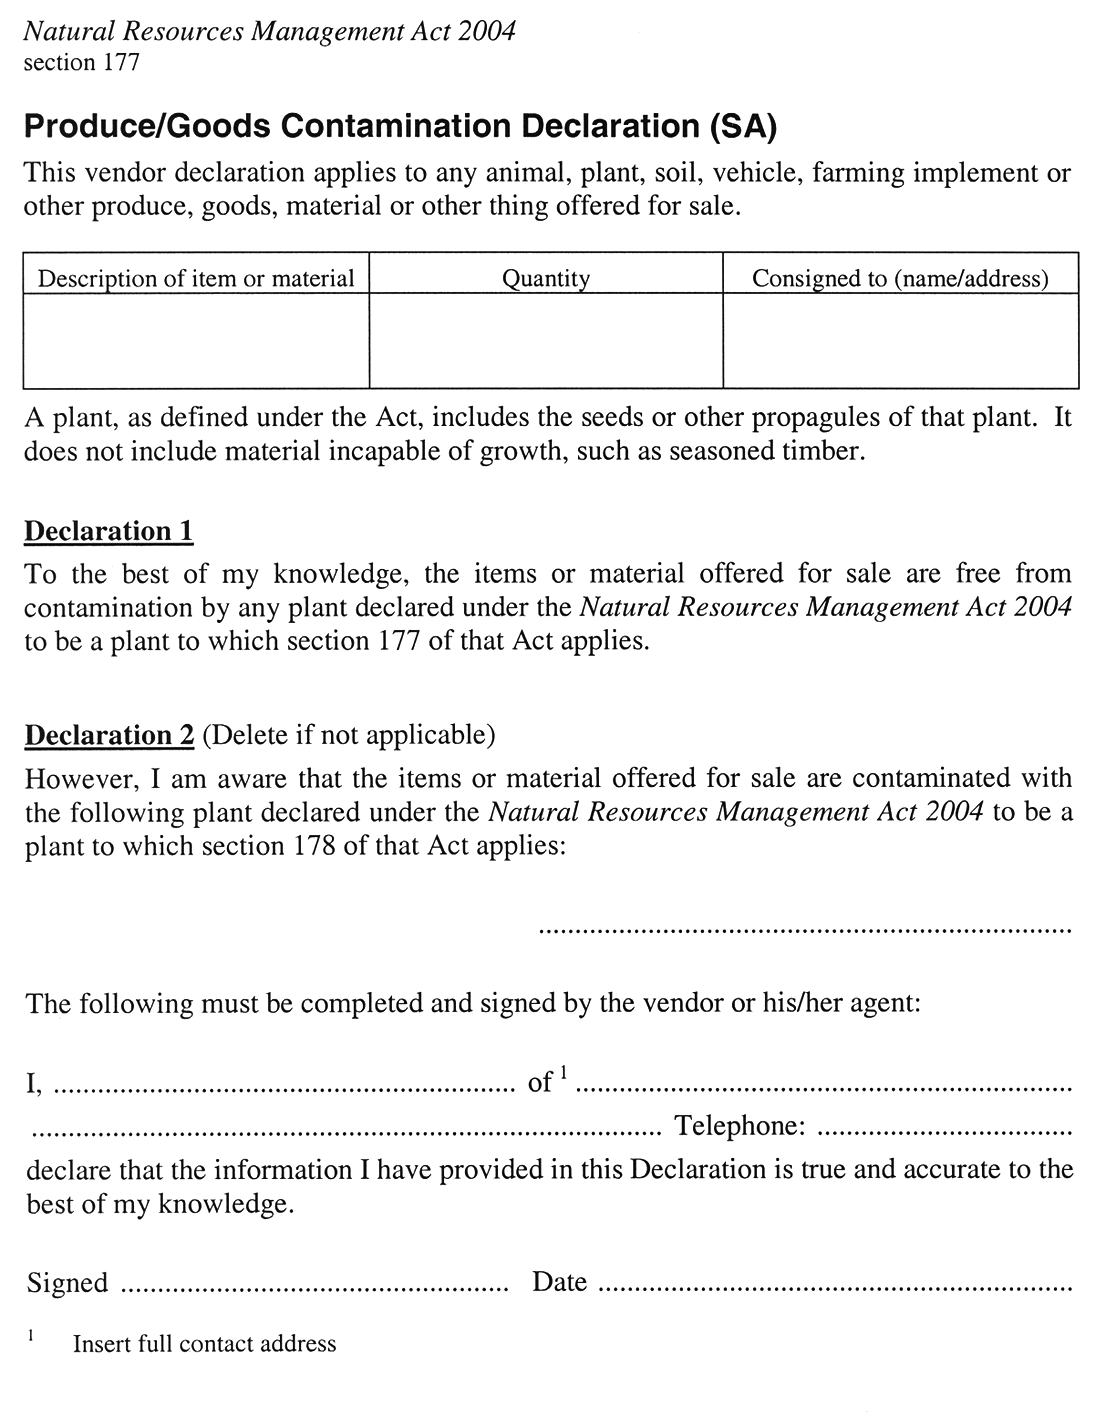 Natural Resources Management Act 2004
section 177
Produce/Goods Contamination Declaration (SA)
This vendor declaration applies to any animal, plant, soil, vehicle, farming implement or
other produce, goods, material or other thing offered for sale.
Description of item or material Quantity Consigned to (name/address)
A plant, as defined under the Act, includes the seeds or other propagules of that plant. It
does not include material incapable of growth, such as seasoned timber.
Declaration 1
To the best of my knowledge, the items or material offered for sale are free from
contamination by any plant declared under the Natural Resources Management Act 2004
to be a plant to which section 177 of that Act applies.
Declaration 2 (Delete if not applicable)
However, I am aware that the items or material offered for sale are contaminated with
the following plant declared under the Natural Resources Management Act 2004 to be a
plant to which section 178 of that Act applies:
........................................................................
The following must be completed and signed by the vendor or his/her agent:
I, .............................................................. of ¹ ...................................................................
..................................................................................... Telephone: ..................................
declare that the information I have provided in this Declaration is true and accurate to the
best of my knowledge.
Signed .................................................... Date ................................................................
¹ Insert full contact address